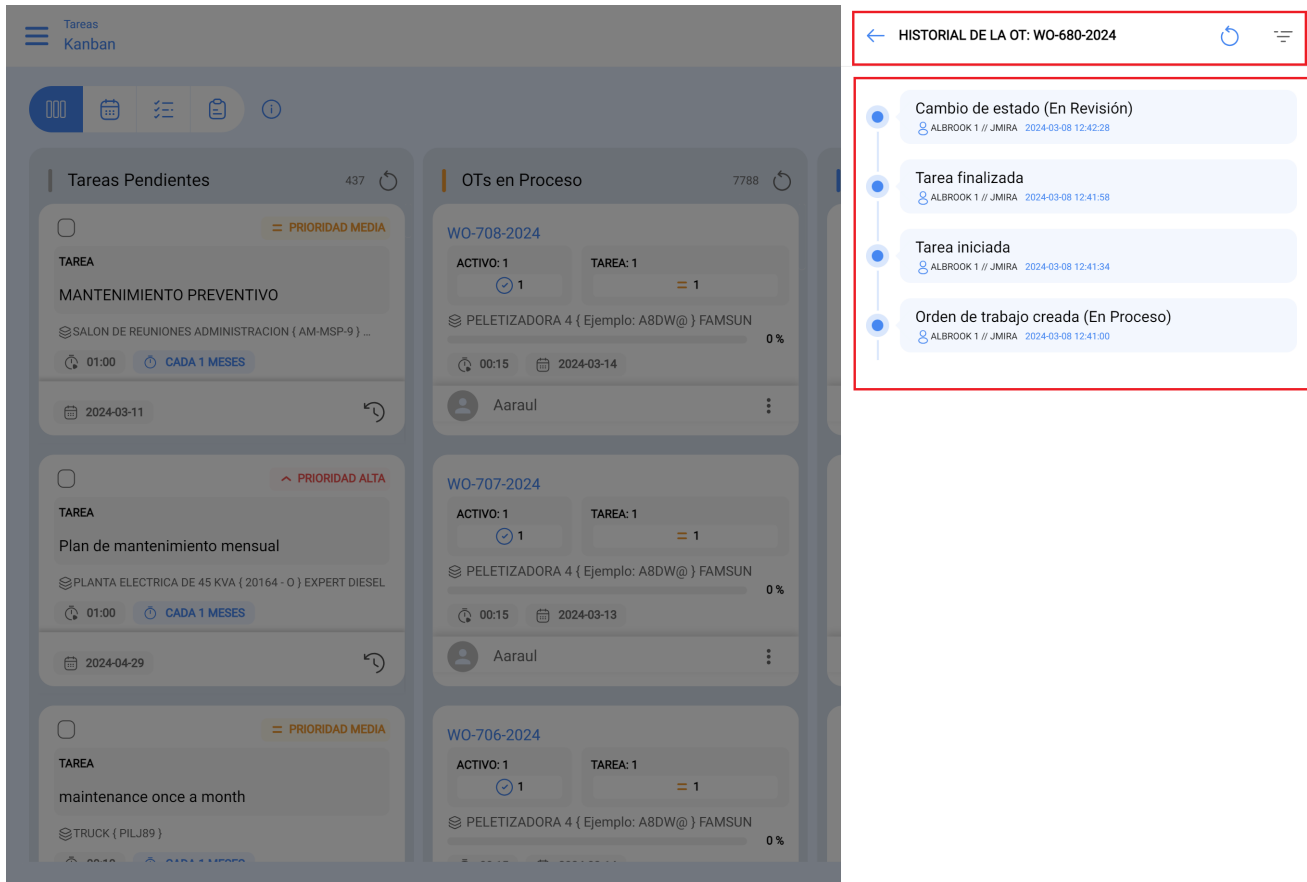 Tareas
Kanban
HISTORIAL DE LA OT: WO-680-2024
Cambio de estado (En Revisión)
ALBROOK 1 // JMIRA 2024-03-08 12:42:28
Tarea finalizada
ALBROOK 1 // JMIRA 2024-03-08 12:41:58
Tarea iniciada
ALBROOK 1 // JMIRA 2024-03-08 12:41:34
Orden de trabajo creada (En Proceso)
ALBROOK 1 // JMIRA 2024-03-08 12:41:00
Tareas Pendientes 437
PRIORIDAD MEDIA
TAREA
MANTENIMIENTO PREVENTIVO
SALON DE REUNIONES ADMINISTRACION { AM-MSP-9 } ...
01:00 CADA 1 MESES
2024-03-11
PRIORIDAD ALTA
TAREA
Plan de mantenimiento mensual
PLANTA ELECTRICA DE 45 KVA { 20164 - O } EXPERT DIESEL
01:00 CADA 1 MESES
2024-04-29
PRIORIDAD MEDIA
TAREA
maintenance once a month
TRUCK { PILJ89 }
OTs en Proceso 7788
WO-708-2024
ACTIVO: 1 TAREA: 1
1 1
PELETIZADORA 4 { Ejemplo: A8DW@ } FAMSUN
0 %
00:15 2024-03-14
Aaraul
WO-707-2024
ACTIVO: 1 TAREA: 1
1 1
PELETIZADORA 4 { Ejemplo: A8DW@ } FAMSUN
0 %
00:15 2024-03-13
Aaraul
WO-706-2024
ACTIVO: 1 TAREA: 1
1 1
PELETIZADORA 4 { Ejemplo: A8DW@ } FAMSUN
0 %